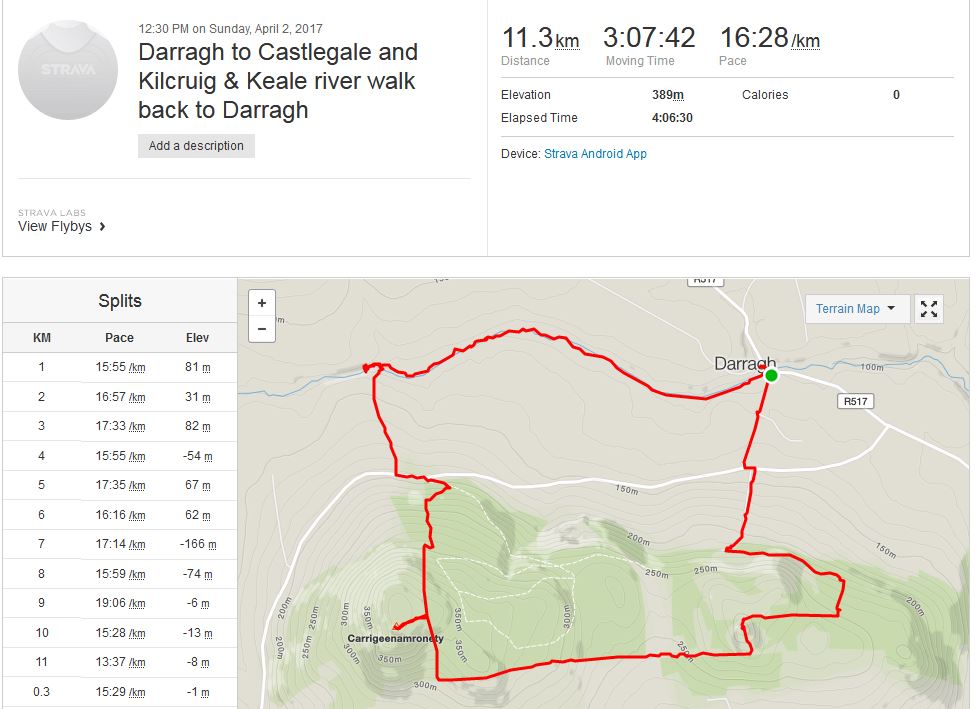 STRAVA
12:30 PM on Sunday, April 2, 2017
Darragh to Castlegale and
Kilcruig & Keale river walk
back to Darragh
Add a description
STRAVA LABS
View Flybys
11.3km 3:07:42 16:28/km
Distance Moving Time Pace
Elevation 389m Calories 0
Elapsed Time 4:06:30
Device: Strava Android App
Splits
KM Pace Elev
1 15:55 /km 81 m
2 16:57 /km 31 m
3 17:33 /km 82 m
4 15:55 /km -54 m
5 17:35 /km 67 m
6 16:16 /km 62 m
7 17:14 /km -166 m
8 15:59 /km -74 m
9 19:06 /km -6 m
10 15:28 /km -13 m
11 13:37 /km -8 m
0.3 15:29 /km -1 m
+
−
R517
Terrain Map
Darragh
100m
R517
150m
200m
150m
250m
250m
200m
200m
250m
300m
350m
350m
300m
200m
250m
Carrigeenamronety
300m
350m
350m
250m
300m